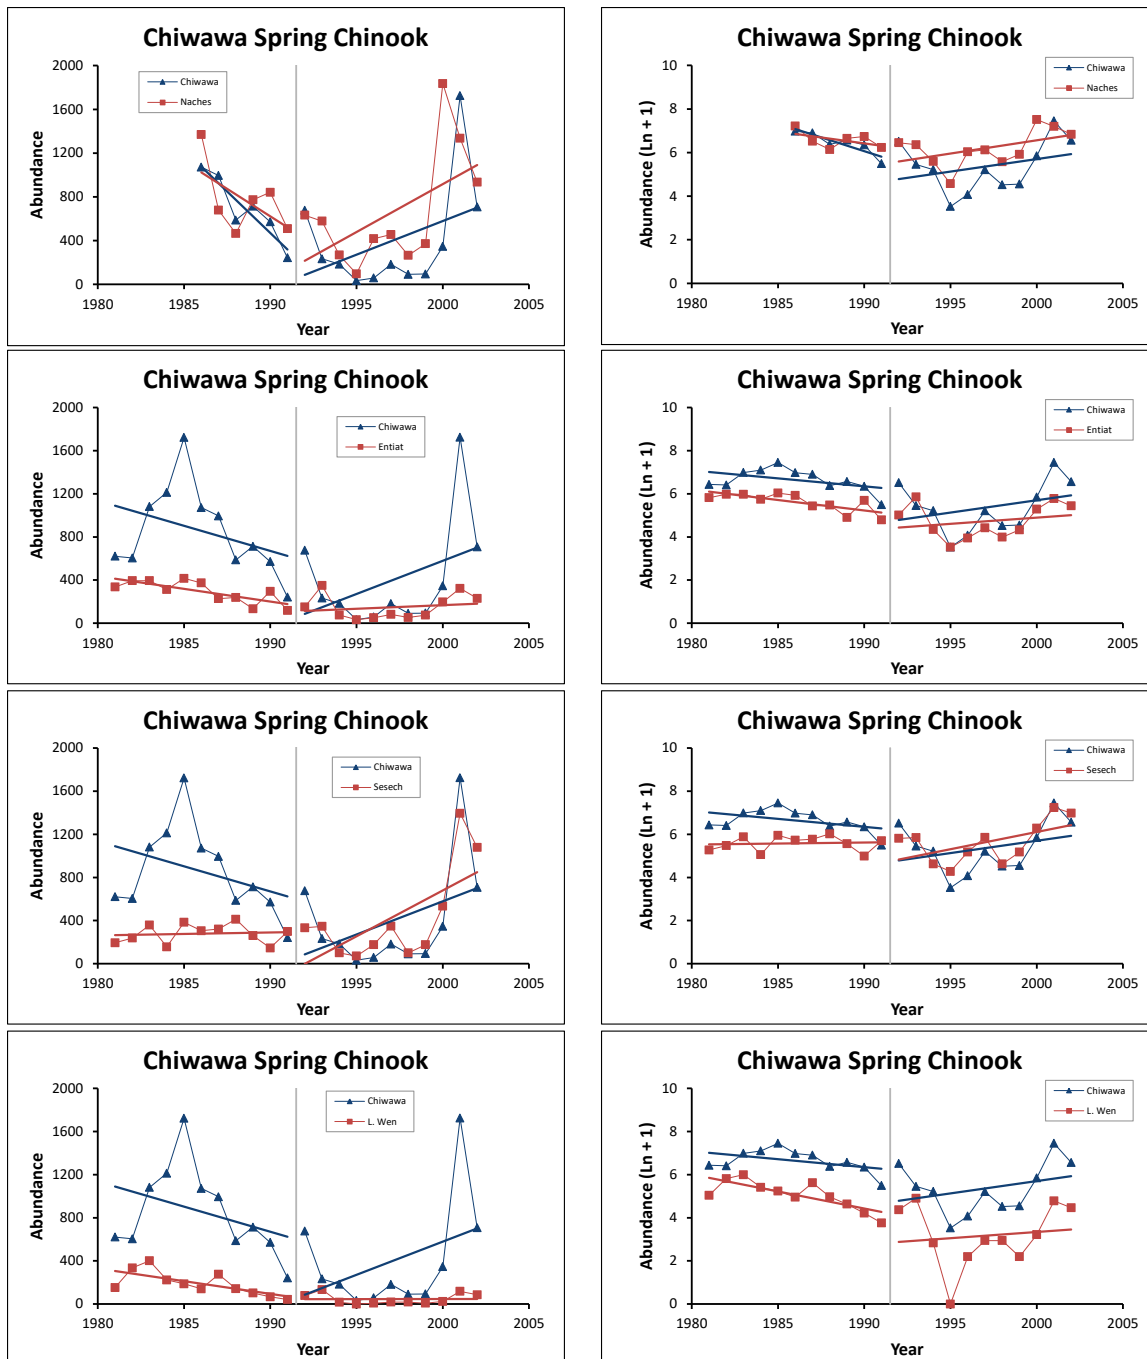 Chiwawa Spring Chinook
2000
1600
1200
800
400
0
Abundance
Chiwawa
Naches
1980 1985 1990 1995 2000 2005
Year
Chiwawa Spring Chinook
10
8
6
4
2
0
Abundance (Ln + 1)
Chiwawa
Naches
1980 1985 1990 1995 2000 2005
Year
Chiwawa Spring Chinook
2000
1600
1200
800
400
0
Abundance
Chiwawa
Entiat
1980 1985 1990 1995 2000 2005
Year
Chiwawa Spring Chinook
10
8
6
4
2
0
Abundance (Ln + 1)
Chiwawa
Entiat
1980 1985 1990 1995 2000 2005
Year
Chiwawa Spring Chinook
2000
1600
1200
800
400
0
Abundance
Chiwawa
Sesech
1980 1985 1990 1995 2000 2005
Year
Chiwawa Spring Chinook
10
8
6
4
2
0
Abundance (Ln + 1)
Chiwawa
Sesech
1980 1985 1990 1995 2000 2005
Year
Chiwawa Spring Chinook
2000
1600
1200
800
400
0
Abundance
Chiwawa
L. Wen
1980 1985 1990 1995 2000 2005
Year
Chiwawa Spring Chinook
10
8
6
4
2
0
Abundance (Ln + 1)
Chiwawa
L. Wen
1980 1985 1990 1995 2000 2005
Year